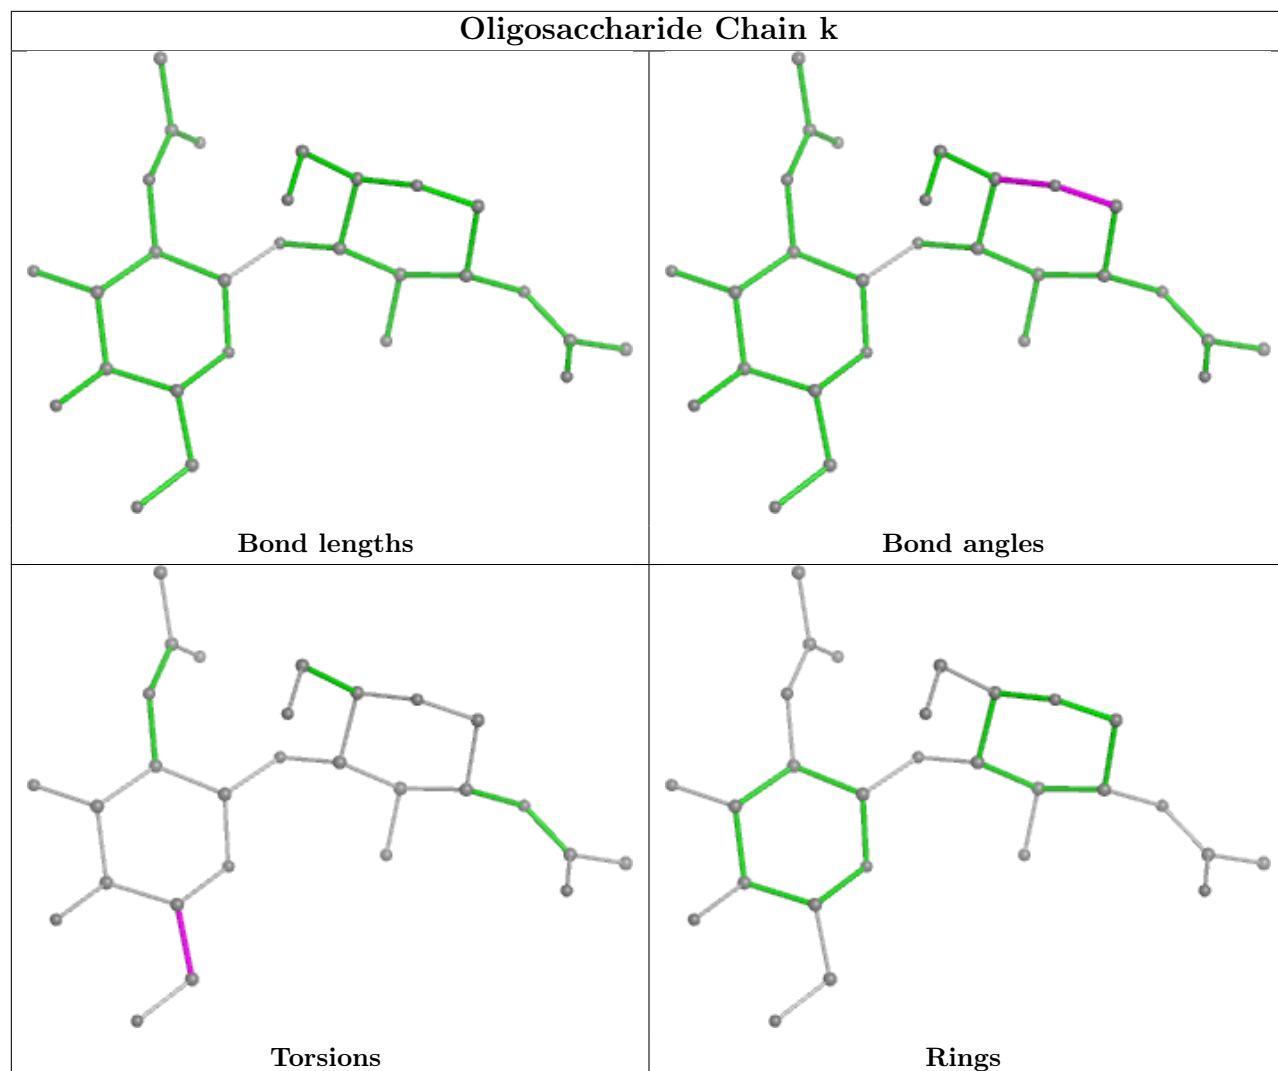 Oligosaccharide Chain k
Bond lengths
Bond angles
Torsions
Rings